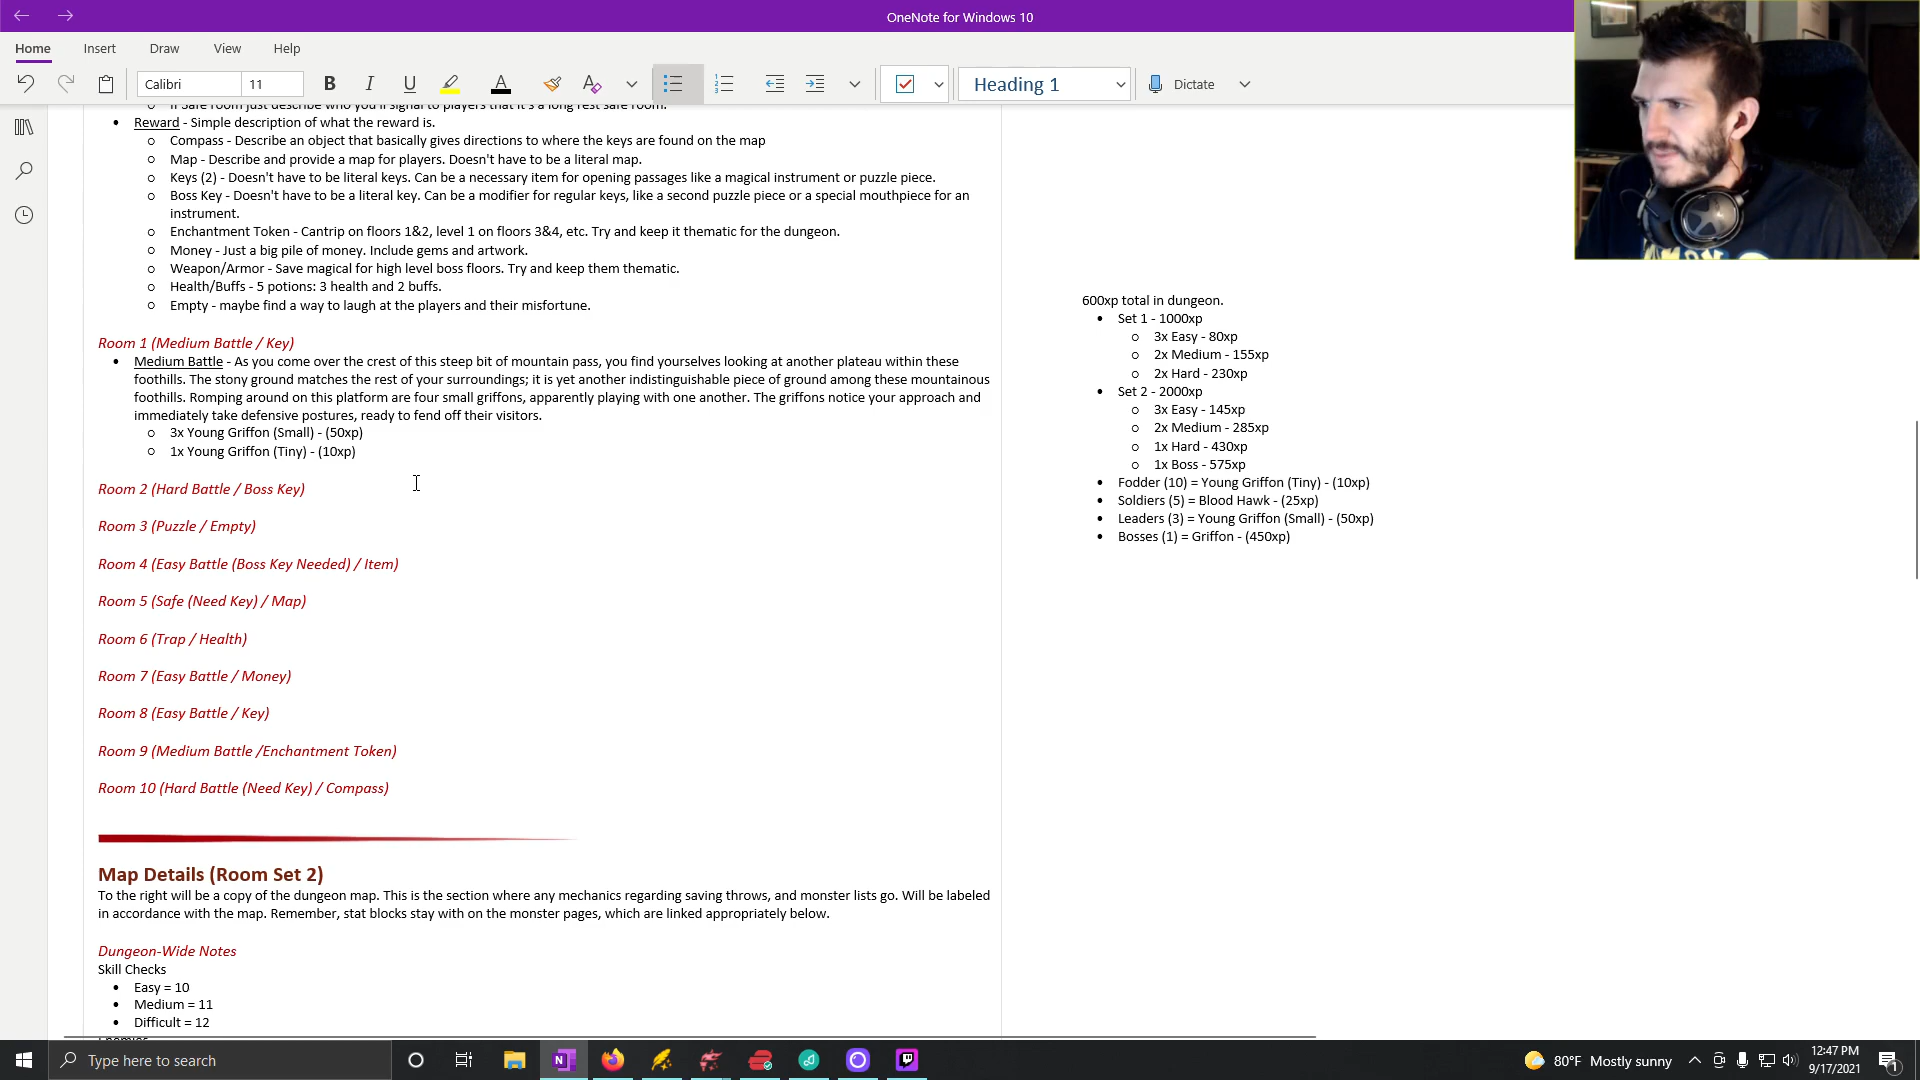 OneNote for Windows 10
Home Insert Draw View Help
Calibri 11 B I U A Heading 1 Dictate
If Safe room just describe who you'll signal to players that it's a long rest safe room.
Reward - Simple description of what the reward is.
Compass - Describe an object that basically gives directions to where the keys are found on the map
Map - Describe and provide a map for players. Doesn't have to be a literal map.
Keys (2) - Doesn't have to be literal keys. Can be a necessary item for opening passages like a magical instrument or puzzle piece.
Boss Key - Doesn't have to be a literal key. Can be a modifier for regular keys, like a second puzzle piece or a special mouthpiece for an
instrument.
Enchantment Token - Cantrip on floors 1&2, level 1 on floors 3&4, etc. Try and keep it thematic for the dungeon.
Money - Just a big pile of money. Include gems and artwork.
Weapon/Armor - Save magical for high level boss floors. Try and keep them thematic.
Health/Buffs - 5 potions: 3 health and 2 buffs.
Empty - maybe find a way to laugh at the players and their misfortune.
Room 1 (Medium Battle / Key)
Medium Battle - As you come over the crest of this steep bit of mountain pass, you find yourselves looking at another plateau within these
foothills. The stony ground matches the rest of your surroundings; it is yet another indistinguishable piece of ground among these mountainous
foothills. Romping around on this platform are four small griffons, apparently playing with one another. The griffons notice your approach and
immediately take defensive postures, ready to fend off their visitors.
3x Young Griffon (Small) - (50xp)
1x Young Griffon (Tiny) - (10xp)
Room 2 (Hard Battle / Boss Key)
Room 3 (Puzzle / Empty)
Room 4 (Easy Battle (Boss Key Needed) / Item)
Room 5 (Safe (Need Key) / Map)
Room 6 (Trap / Health)
Room 7 (Easy Battle / Money)
Room 8 (Easy Battle / Key)
Room 9 (Medium Battle /Enchantment Token)
Room 10 (Hard Battle (Need Key) / Compass)
Map Details (Room Set 2)
To the right will be a copy of the dungeon map. This is the section where any mechanics regarding saving throws, and monster lists go. Will be labeled
in accordance with the map. Remember, stat blocks stay with on the monster pages, which are linked appropriately below.
Dungeon-Wide Notes
Skill Checks
Easy = 10
Medium = 11
Difficult = 12
Enemies
600xp total in dungeon.
Set 1 - 1000xp
3x Easy - 80xp
2x Medium - 155xp
2x Hard - 230xp
Set 2 - 2000xp
3x Easy - 145xp
2x Medium - 285xp
1x Hard - 430xp
1x Boss - 575xp
Fodder (10) = Young Griffon (Tiny) - (10xp)
Soldiers (5) = Blood Hawk - (25xp)
Leaders (3) = Young Griffon (Small) - (50xp)
Bosses (1) = Griffon - (450xp)
Type here to search
80°F Mostly sunny
12:47 PM
9/17/2021